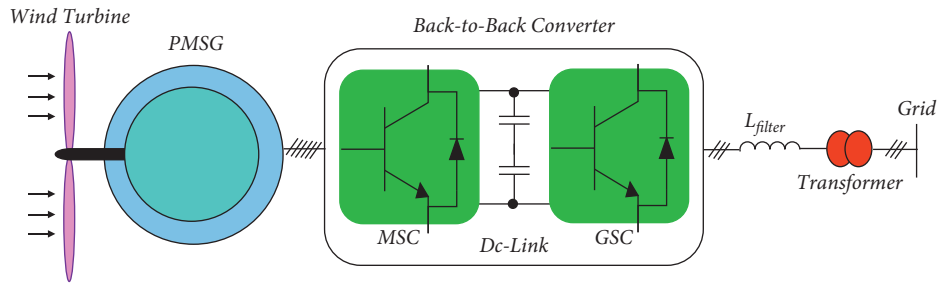 Wind Turbine
PMSG
Back-to-Back Converter
MSC
Dc-Link
GSC
Lfilter
Transformer
Grid